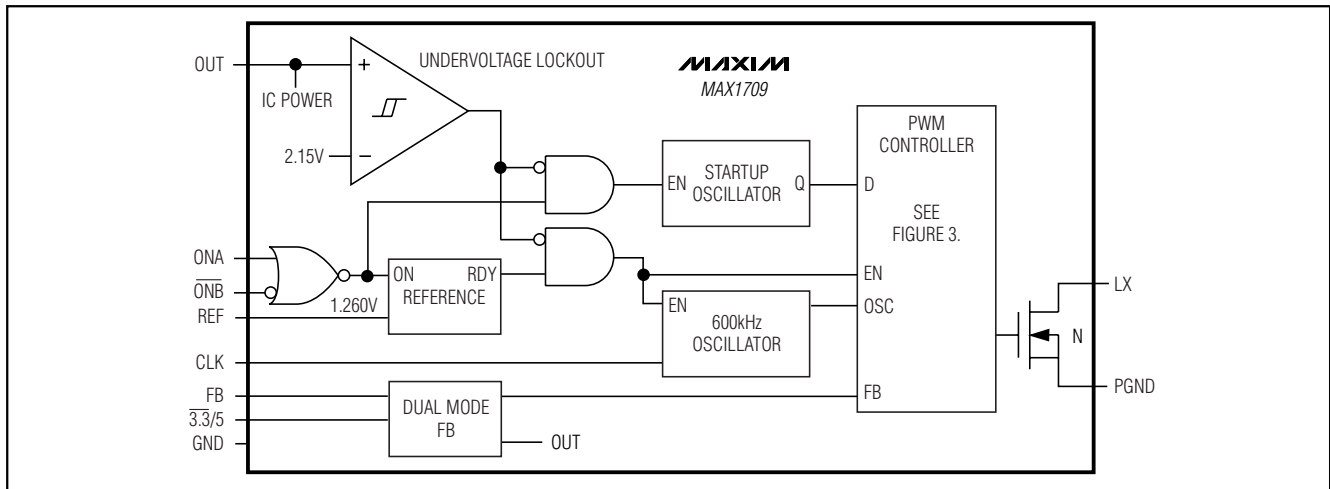 OUT
IC POWER
2.15V
+
−
UNDERVOLTAGE LOCKOUT
MAXIM
MAX1709
EN
STARTUP
OSCILLATOR
Q
PWM
CONTROLLER
D
SEE
FIGURE 3.
EN
OSC
FB
ONA
ONB
REF
1.260V
ON
RDY
REFERENCE
EN
600kHz
OSCILLATOR
CLK
FB
3.3/5
GND
DUAL MODE
FB
OUT
LX
N
PGND